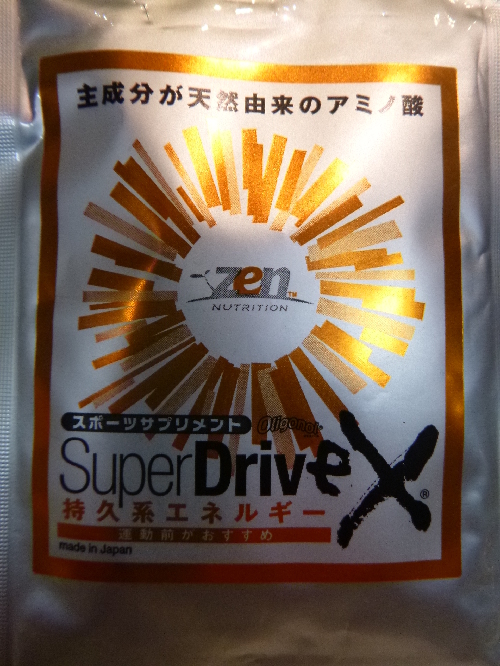 主成分が天然由来のアミノ酸
zen™
NUTRITION
スポーツサプリメント
SuperDriveX®
持久系エネルギー
運動前がおすすめ
made in Japan